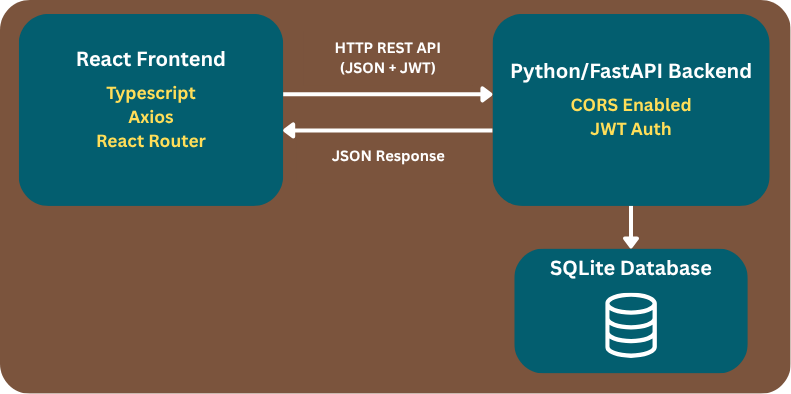 React Frontend
Typescript
Axios
React Router
HTTP REST API
(JSON + JWT)
JSON Response
Python/FastAPI Backend
CORS Enabled
JWT Auth
SQLite Database